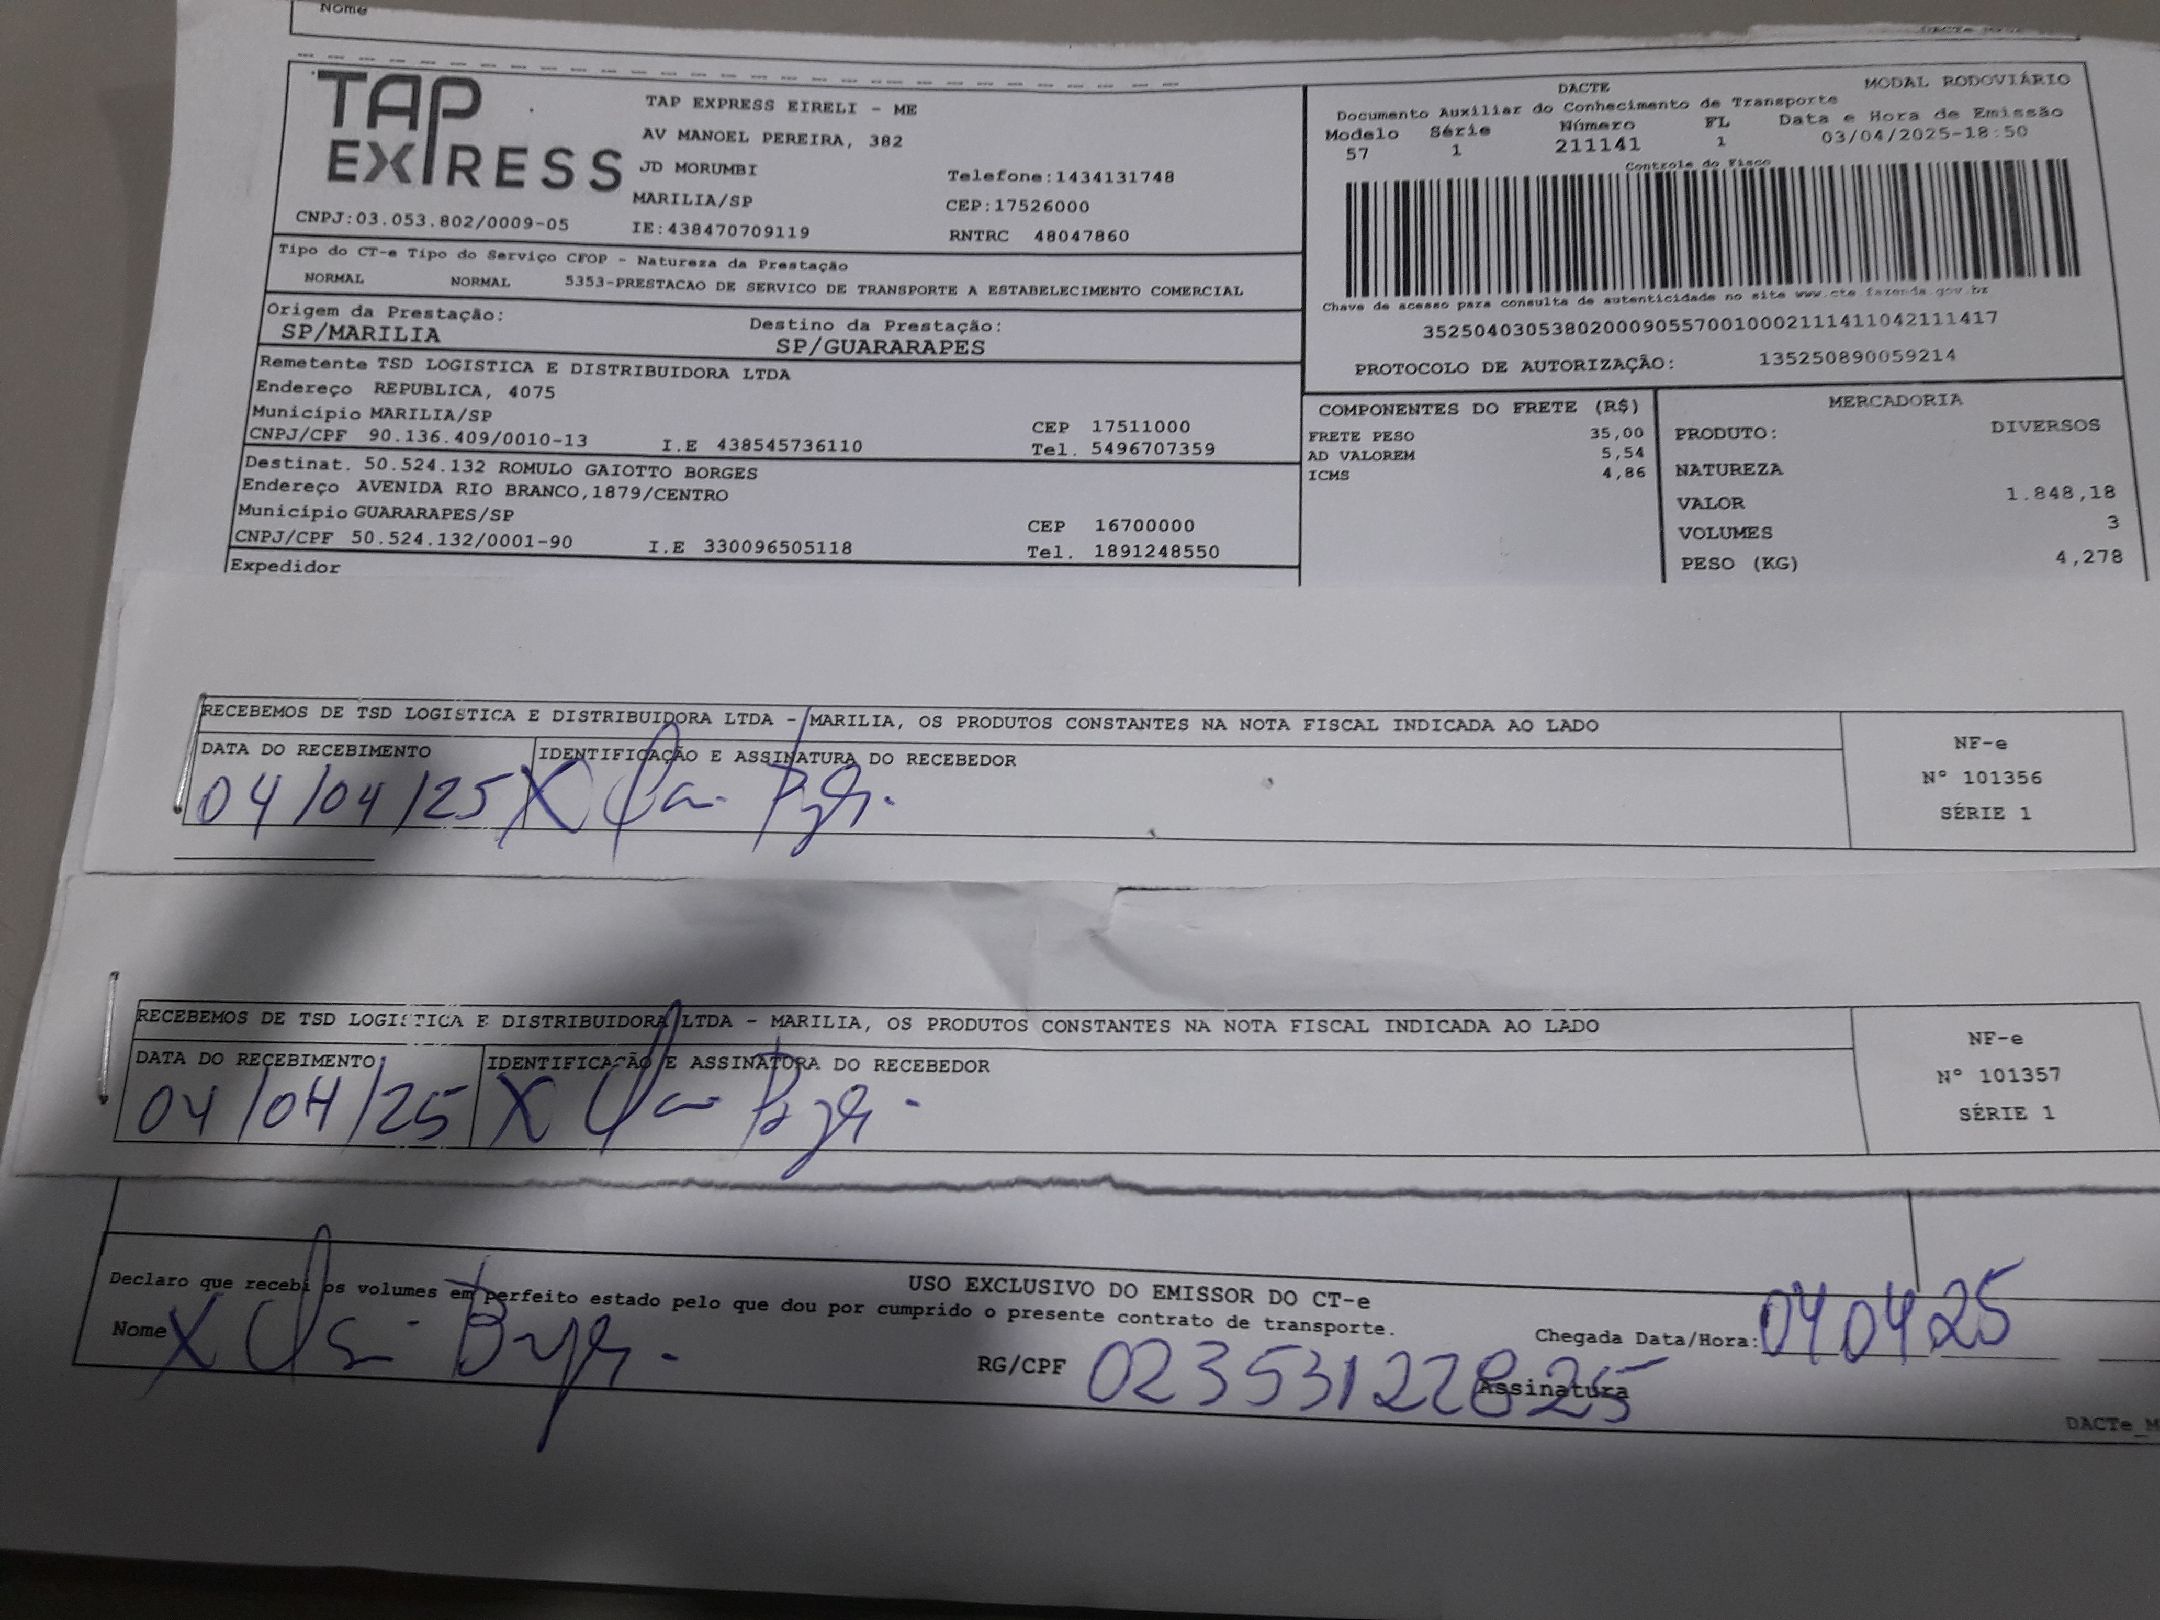 Nome
TAP EXPRESS
TAP EXPRESS EIRELI - ME
AV MANOEL PEREIRA, 382
JD MORUMBI Telefone:1434131748
MARILIA/SP CEP:17526000
CNPJ:03.053.802/0009-05 IE:438470709119 RNTRC 48047860
DACTE MODAL RODOVIÁRIO
Documento Auxiliar do Conhecimento de Transporte
Modelo Série Número FL Data e Hora de Emissão
57 1 211141 1 03/04/2025-18:50
Controle do Fisco
Chave de acesso para consulta de autenticidade no site www.cte.fazenda.gov.br
35250403053802000905570010002111411042111417
PROTOCOLO DE AUTORIZAÇÃO: 135250890059214
Tipo do CT-e Tipo do Serviço CFOP - Natureza da Prestação
NORMAL NORMAL 5353-PRESTACAO DE SERVICO DE TRANSPORTE A ESTABELECIMENTO COMERCIAL
Origem da Prestação: Destino da Prestação:
SP/MARILIA SP/GUARARAPES
Remetente TSD LOGISTICA E DISTRIBUIDORA LTDA
Endereço REPUBLICA, 4075
Município MARILIA/SP CEP 17511000
CNPJ/CPF 90.136.409/0010-13 I.E 438545736110 Tel. 5496707359
Destinat. 50.524.132 ROMULO GAIOTTO BORGES
Endereço AVENIDA RIO BRANCO,1879/CENTRO
Município GUARARAPES/SP CEP 16700000
CNPJ/CPF 50.524.132/0001-90 I.E 330096505118 Tel. 1891248550
Expedidor
COMPONENTES DO FRETE (R$)
FRETE PESO 35,00
AD VALOREM 5,54
ICMS 4,86
MERCADORIA
PRODUTO: DIVERSOS
NATUREZA
VALOR 1.848,18
VOLUMES 3
PESO (KG) 4,278
RECEBEMOS DE TSD LOGISTICA E DISTRIBUIDORA LTDA - MARILIA, OS PRODUTOS CONSTANTES NA NOTA FISCAL INDICADA AO LADO
DATA DO RECEBIMENTO IDENTIFICAÇÃO E ASSINATURA DO RECEBEDOR
04/04/25 X
NF-e
Nº 101356
SÉRIE 1
RECEBEMOS DE TSD LOGISTICA E DISTRIBUIDORA LTDA - MARILIA, OS PRODUTOS CONSTANTES NA NOTA FISCAL INDICADA AO LADO
DATA DO RECEBIMENTO IDENTIFICAÇÃO E ASSINATURA DO RECEBEDOR
04/04/25 X
NF-e
Nº 101357
SÉRIE 1
USO EXCLUSIVO DO EMISSOR DO CT-e
Declaro que recebi os volumes em perfeito estado pelo que dou por cumprido o presente contrato de transporte.
Nome X RG/CPF 02353122825 Assinatura
Chegada Data/Hora: 04 04 25